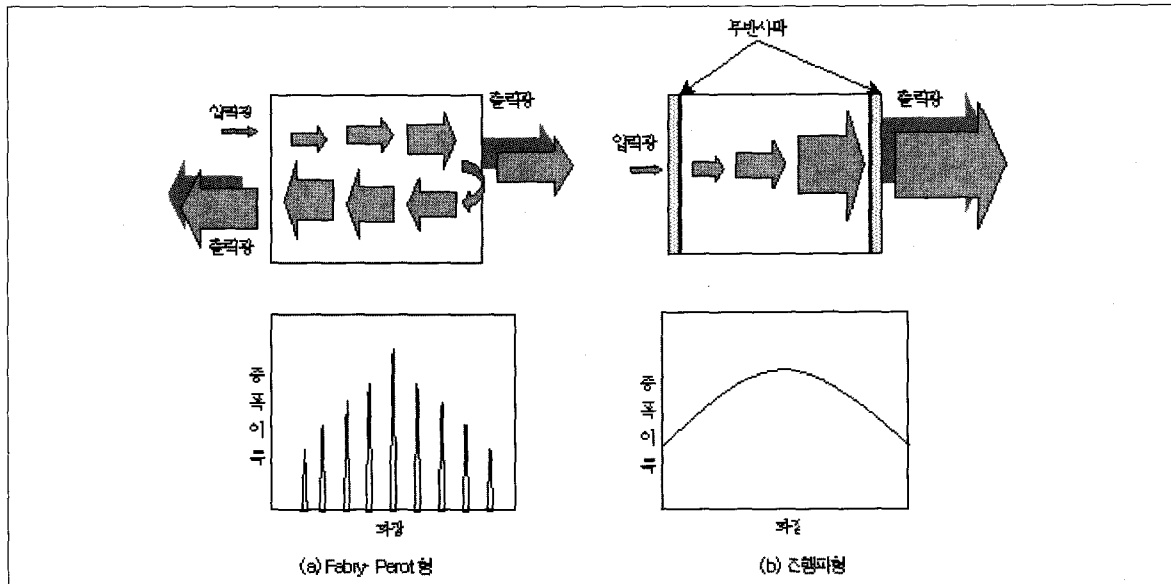 무반사막
입력광
출력광
출력광
입력광
출력광
증
폭
이
득
증
폭
이
득
파장
파장
(a) Fabry- Perot 형
(b) 진행파형